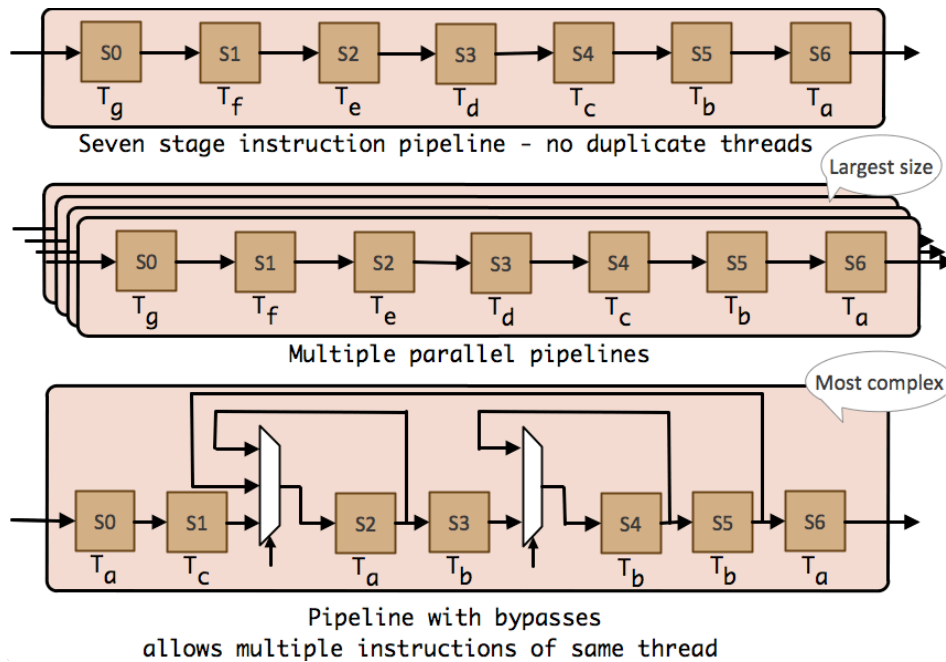 S0 S1 S2 S3 S4 S5 S6
Tg Tf Te Td Tc Tb Ta
Seven stage instruction pipeline - no duplicate threads
Largest size
S0 S1 S2 S3 S4 S5 S6
Tg Tf Te Td Tc Tb Ta
Multiple parallel pipelines
Most complex
S0 S1 S2 S3 S4 S5 S6
Ta Tc Ta Tb Tb Tb Ta
Pipeline with bypasses
allows multiple instructions of same thread